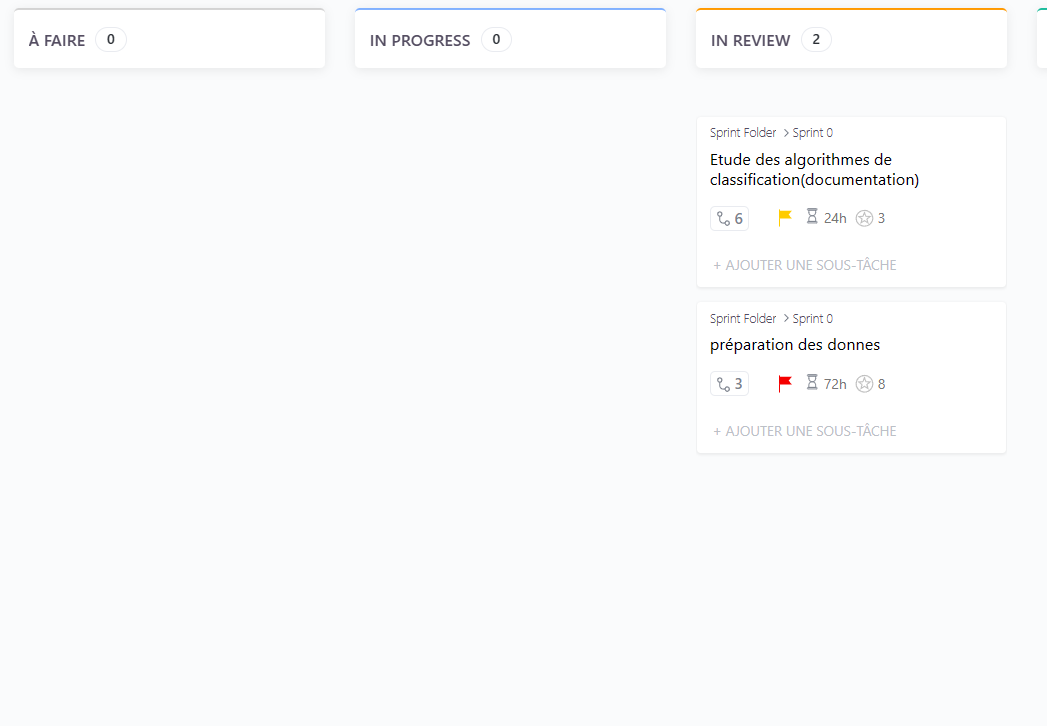 À FAIRE 0
IN PROGRESS 0
IN REVIEW 2
Sprint Folder > Sprint 0
Etude des algorithmes de
classification(documentation)
6 24h 3
+ AJOUTER UNE SOUS-TÂCHE
Sprint Folder > Sprint 0
préparation des donnes
3 72h 8
+ AJOUTER UNE SOUS-TÂCHE